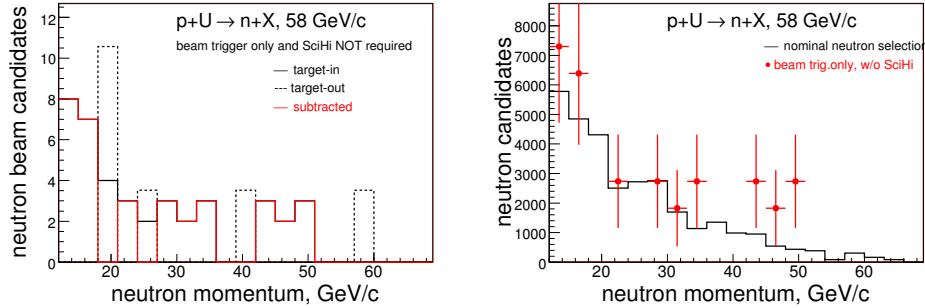 p+U → n+X, 58 GeV/c
beam trigger only and SciHi NOT required
target-in
target-out
subtracted
neutron beam candidates
12
10
8
6
4
2
0
20 30 40 50 60
neutron momentum, GeV/c
p+U → n+X, 58 GeV/c
nominal neutron selection
beam trig.only, w/o SciHi
neutron candidates
8000
7000
6000
5000
4000
3000
2000
1000
0
20 30 40 50 60
neutron momentum, GeV/c